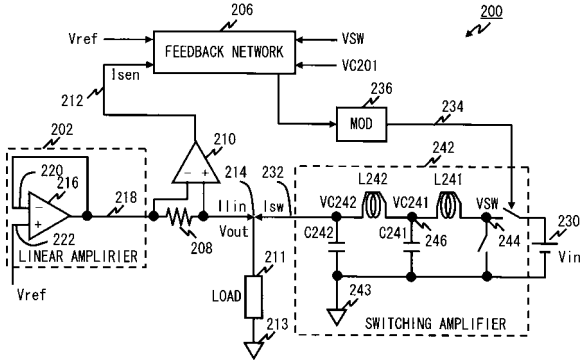 206
200
Vref
FEEDBACK NETWORK
VSW
VC201
Isen
212
236
234
MOD
202
210
242
220
216
218
214
232
L242
L241
VC242
VC241
VSW
Ilin
Isw
Vout
222
208
C242
C241
246
244
230
Vin
LINEAR AMPLIRIER
211
LOAD
Vref
213
243
SWITCHING AMPLIFIER